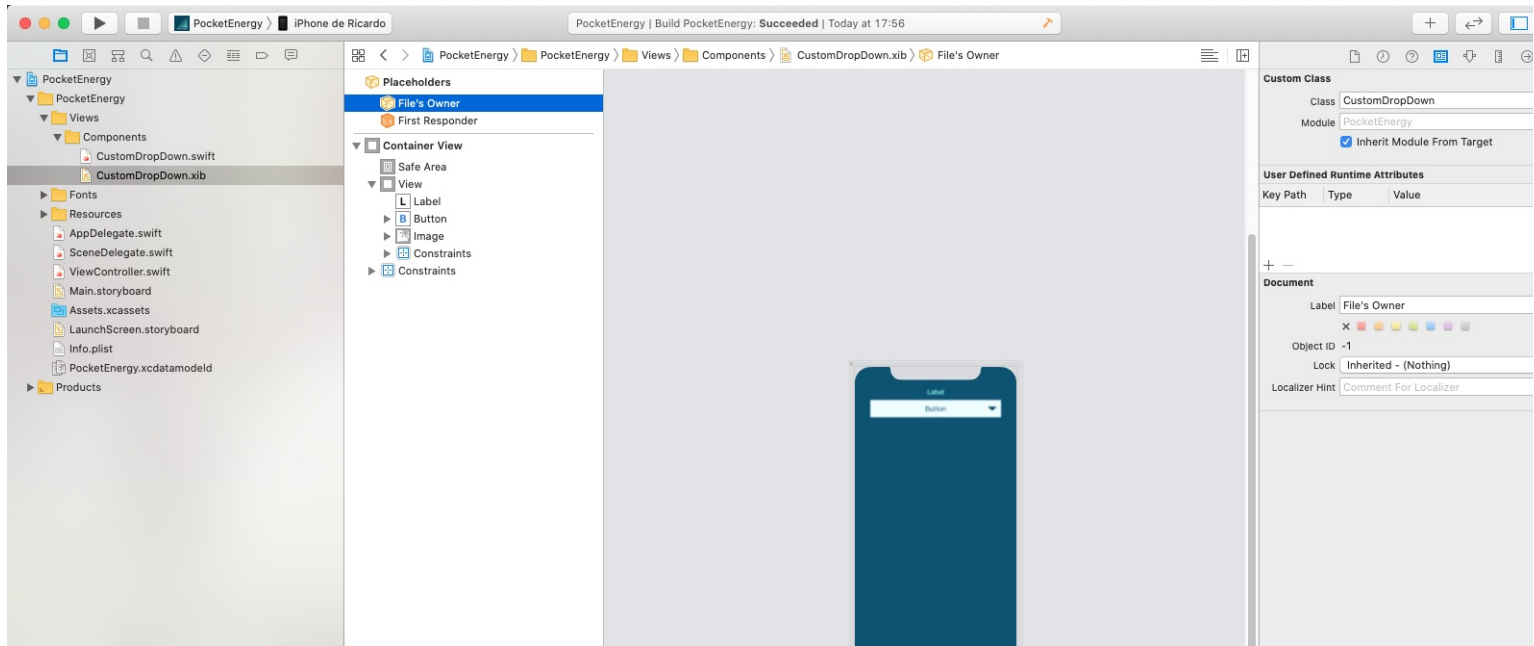 PocketEnergy 〉 iPhone de Ricardo
PocketEnergy | Build PocketEnergy: Succeeded | Today at 17:56
PocketEnergy 〉 PocketEnergy 〉 Views 〉 Components 〉 CustomDropDown.xib 〉 File's Owner
PocketEnergy
PocketEnergy
Views
Components
CustomDropDown.swift
CustomDropDown.xib
Fonts
Resources
AppDelegate.swift
SceneDelegate.swift
ViewController.swift
Main.storyboard
Assets.xcassets
LaunchScreen.storyboard
Info.plist
PocketEnergy.xcdatamodeld
Products
Placeholders
File's Owner
First Responder
Container View
Safe Area
View
L Label
B Button
Image
Constraints
Constraints
Label
Button
Custom Class
Class CustomDropDown
Module PocketEnergy
Inherit Module From Target
User Defined Runtime Attributes
Key Path Type Value
Document
Label File's Owner
Object ID -1
Lock Inherited - (Nothing)
Localizer Hint Comment For Localizer